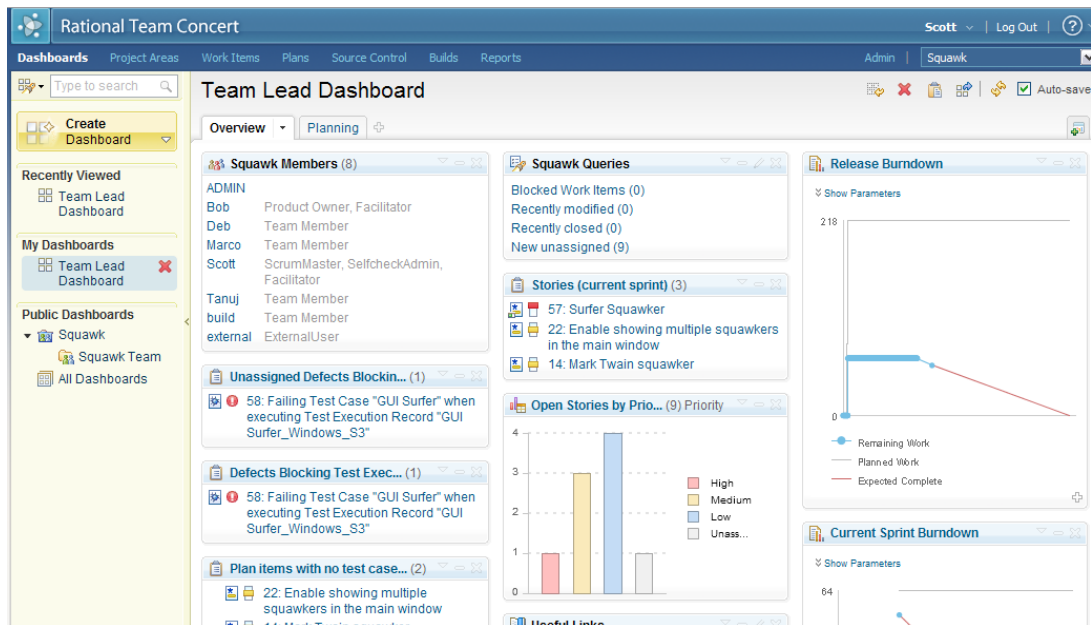 Rational Team Concert
Scott | Log Out |
Dashboards Project Areas Work Items Plans Source Control Builds Reports
Admin | Squawk
Type to search
Create
Dashboard
Recently Viewed
Team Lead
Dashboard
My Dashboards
Team Lead
Dashboard
Public Dashboards
Squawk
Squawk Team
All Dashboards
Team Lead Dashboard
Auto-save
Overview
Planning
Squawk Members (8)
ADMIN
Bob Product Owner, Facilitator
Deb Team Member
Marco Team Member
Scott ScrumMaster, SelfcheckAdmin,
Facilitator
Tanuj Team Member
build Team Member
external ExternalUser
Unassigned Defects Blockin... (1)
58: Failing Test Case "GUI Surfer" when
executing Test Execution Record "GUI
Surfer_Windows_S3"
Defects Blocking Test Exec... (1)
58: Failing Test Case "GUI Surfer" when
executing Test Execution Record "GUI
Surfer_Windows_S3"
Plan items with no test case... (2)
22: Enable showing multiple
squawkers in the main window
Squawk Queries
Blocked Work Items (0)
Recently modified (0)
Recently closed (0)
New unassigned (9)
Stories (current sprint) (3)
57: Surfer Squawker
22: Enable showing multiple squawkers
in the main window
14: Mark Twain squawker
Open Stories by Prio... (9) Priority
4
3
2
1
0
High
Medium
Low
Unass...
Useful Links
Release Burndown
Show Parameters
218
0
Remaining Work
Planned Work
Expected Complete
Current Sprint Burndown
Show Parameters
64